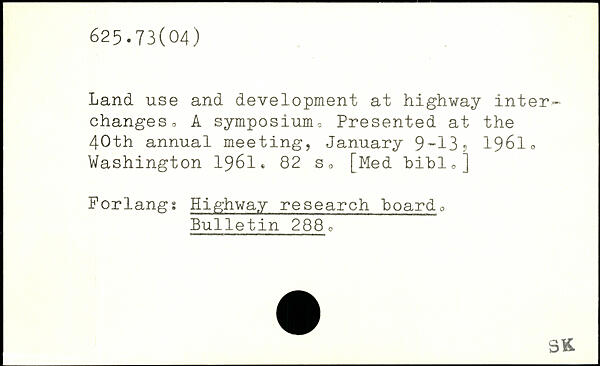 625.73(04)
Land use and development at highway inter-
changes. A symposium. Presented at the
40th annual meeting, January 9-13, 1961.
Washington 1961. 82 s. [Med bibl.]
Forlang: Highway research board.
Bulletin 288.
SK